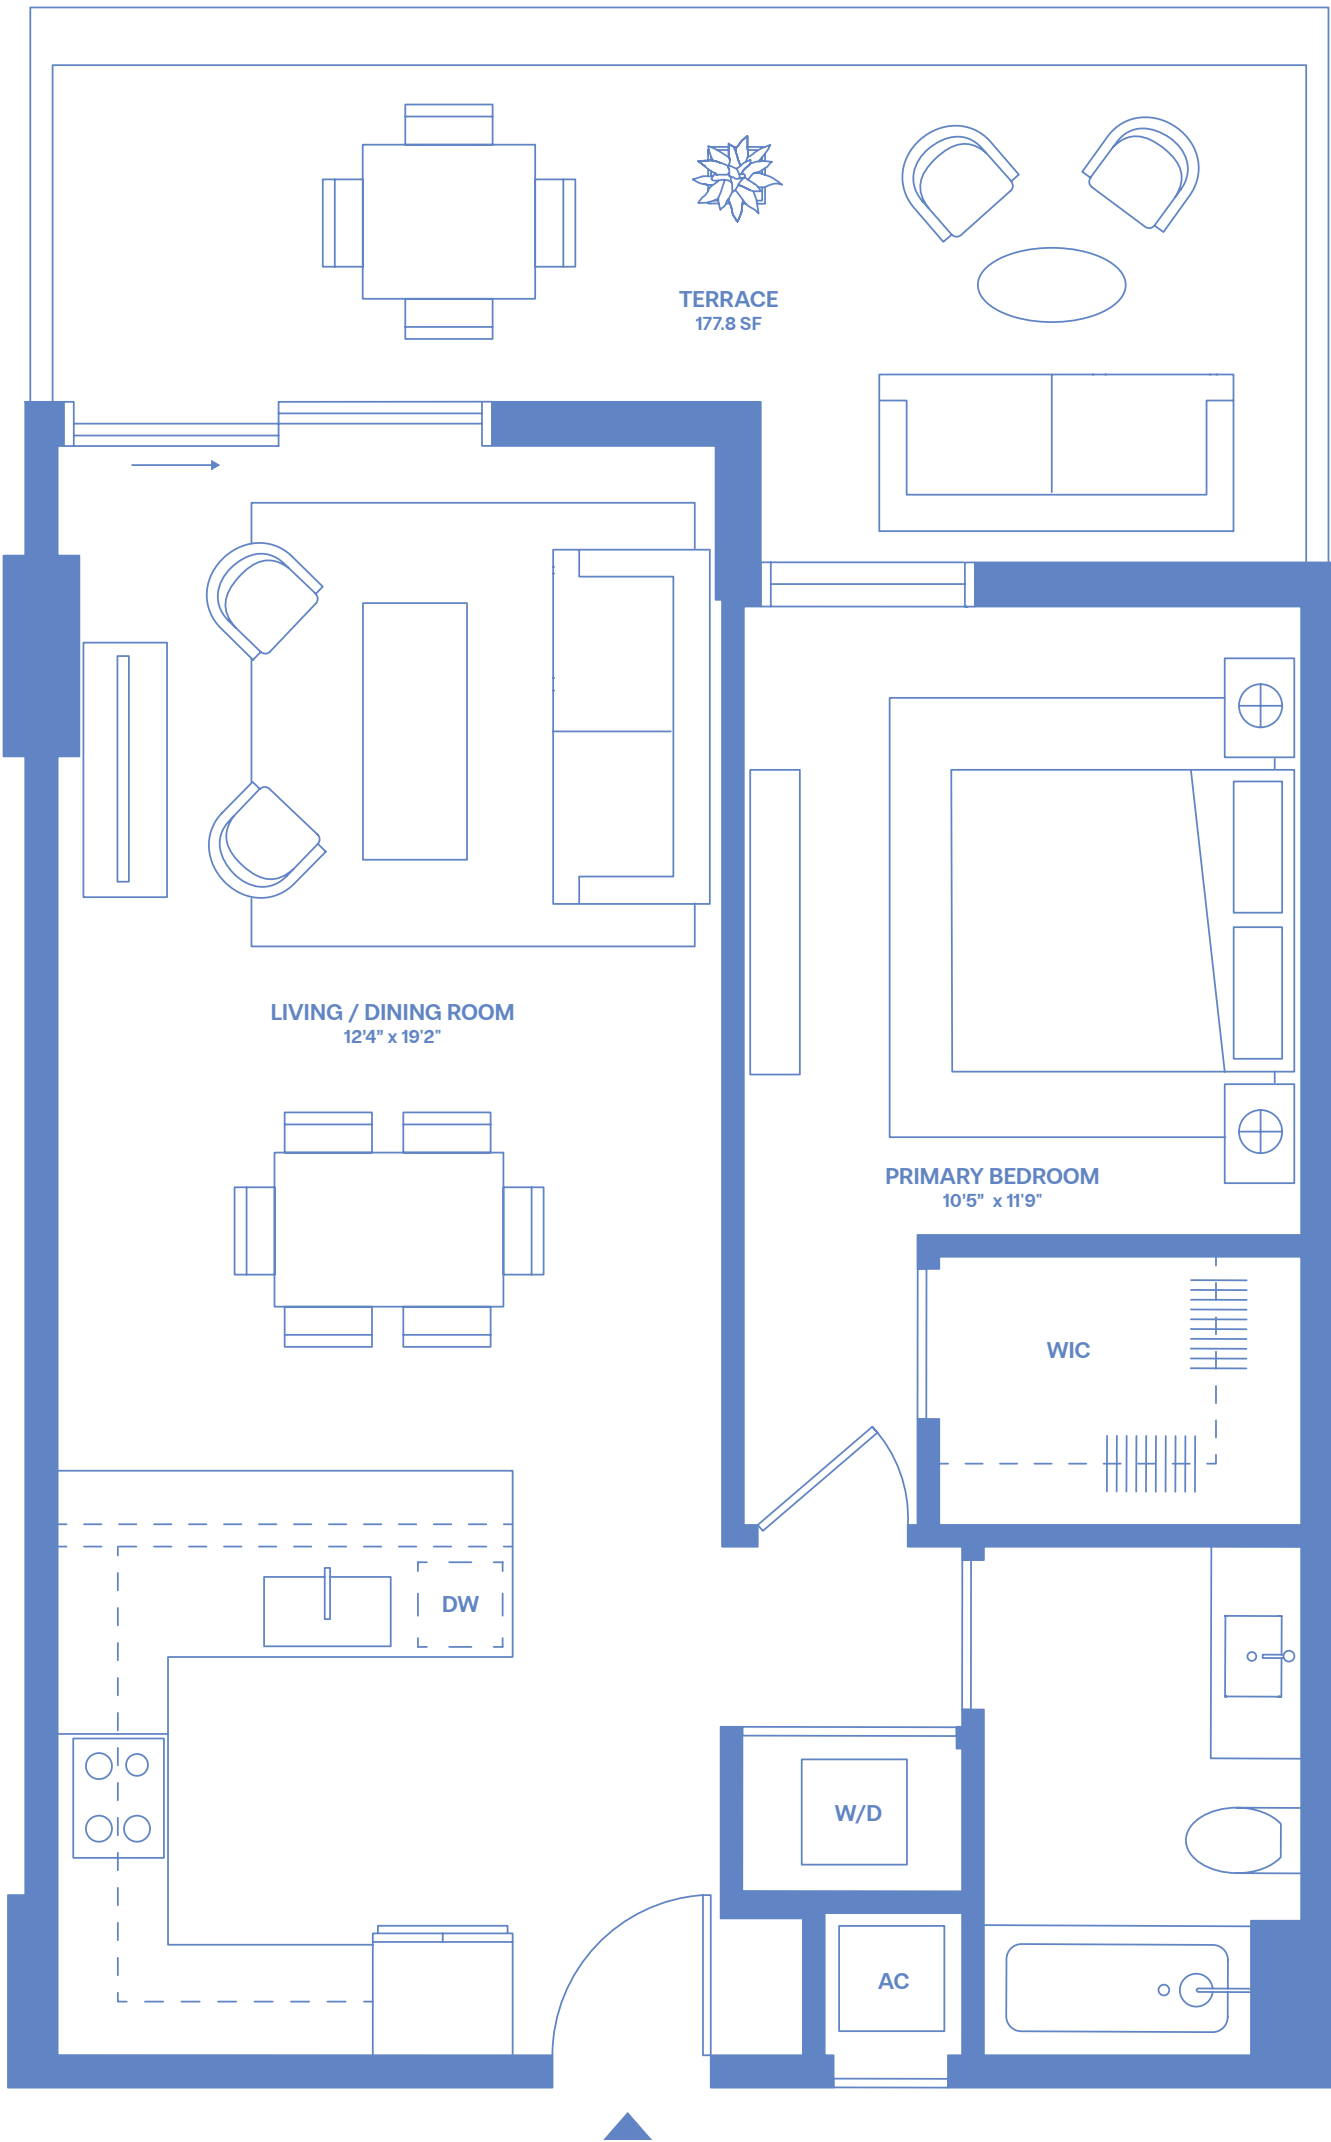 TERRACE
177.8 SF
LIVING / DINING ROOM
12'4” x 19'2"
PRIMARY BEDROOM
10'5”  x 11'9"
WIC
DW
W/D
AC